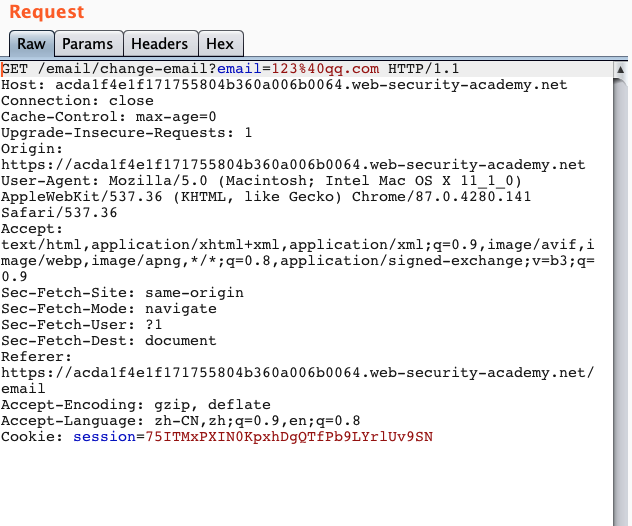 Request
Raw Params Headers Hex
GET /email/change-email?email=123%40qq.com HTTP/1.1
Host: acda1f4e1f171755804b360a006b0064.web-security-academy.net
Connection: close
Cache-Control: max-age=0
Upgrade-Insecure-Requests: 1
Origin:
https://acda1f4e1f171755804b360a006b0064.web-security-academy.net
User-Agent: Mozilla/5.0 (Macintosh; Intel Mac OS X 11_1_0)
AppleWebKit/537.36 (KHTML, like Gecko) Chrome/87.0.4280.141
Safari/537.36
Accept:
text/html,application/xhtml+xml,application/xml;q=0.9,image/avif,i
mage/webp,image/apng,*/*;q=0.8,application/signed-exchange;v=b3;q=
0.9
Sec-Fetch-Site: same-origin
Sec-Fetch-Mode: navigate
Sec-Fetch-User: ?1
Sec-Fetch-Dest: document
Referer:
https://acda1f4e1f171755804b360a006b0064.web-security-academy.net/
email
Accept-Encoding: gzip, deflate
Accept-Language: zh-CN,zh;q=0.9,en;q=0.8
Cookie: session=75ITMxPXIN0KpxhDgQTfPb9LYrlUv9SN